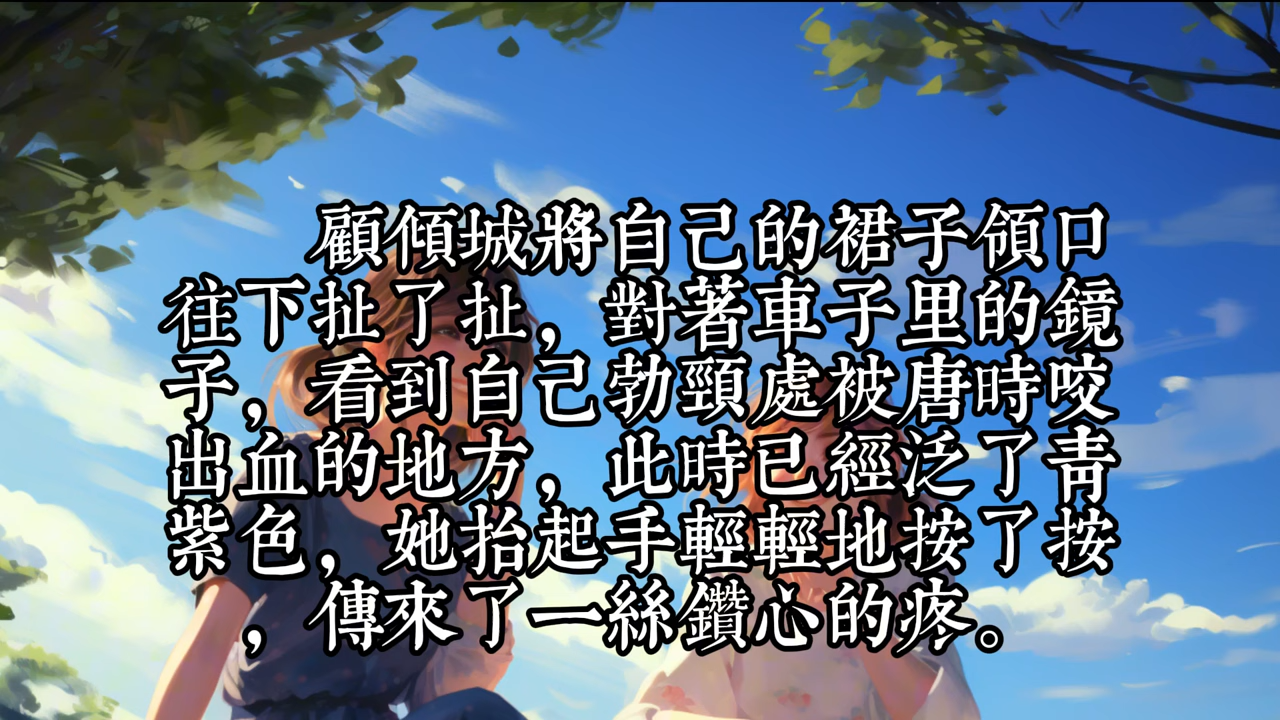 顧傾城將自己的裙子領口
往下扯了扯，對著車子里的鏡
子，看到自己勃頸處被唐時咬
出血的地方，此時已經泛了靑
紫色，她抬起手輕輕地按了按
，傳來了一絲鑽心的疼。